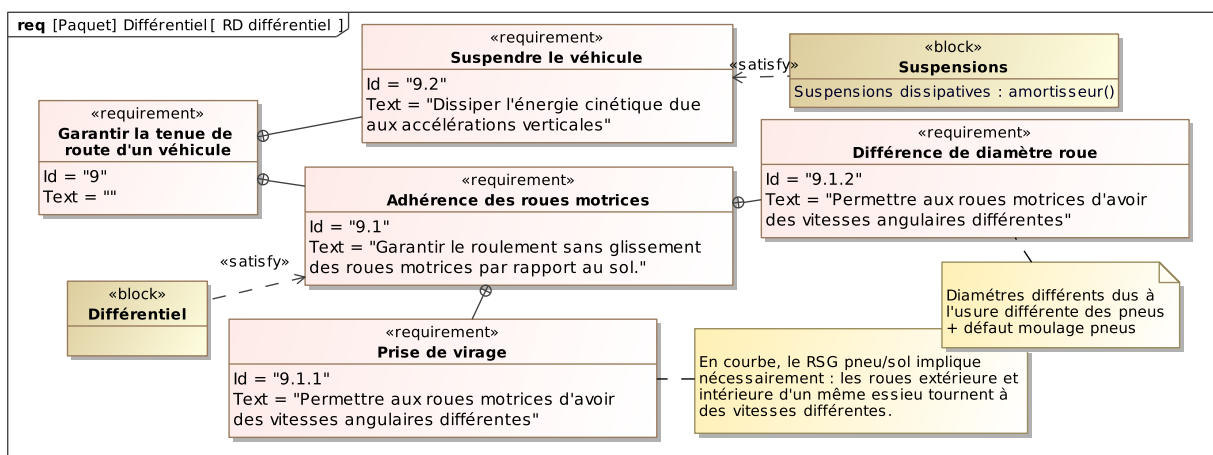 req [Paquet] Différentiel [ RD différentiel ]
«requirement»
Suspendre le véhicule
Id = "9.2"
Text = "Dissiper l'énergie cinétique due
aux accélérations verticales"
«satisfy»
«block»
Suspensions
Suspensions dissipatives : amortisseur()
«requirement»
Garantir la tenue de
route d'un véhicule
Id = "9"
Text = ""
«requirement»
Adhérence des roues motrices
Id = "9.1"
Text = "Garantir le roulement sans glissement
des roues motrices par rapport au sol."
«requirement»
Différence de diamètre roue
Id = "9.1.2"
Text = "Permettre aux roues motrices d'avoir
des vitesses angulaires différentes"
«satisfy»
«block»
Différentiel
Diamétres différents dus à
l'usure différente des pneus
+ défaut moulage pneus
«requirement»
Prise de virage
Id = "9.1.1"
Text = "Permettre aux roues motrices d'avoir
des vitesses angulaires différentes"
En courbe, le RSG pneu/sol implique
nécessairement : les roues extérieure et
intérieure d'un même essieu tournent à
des vitesses différentes.